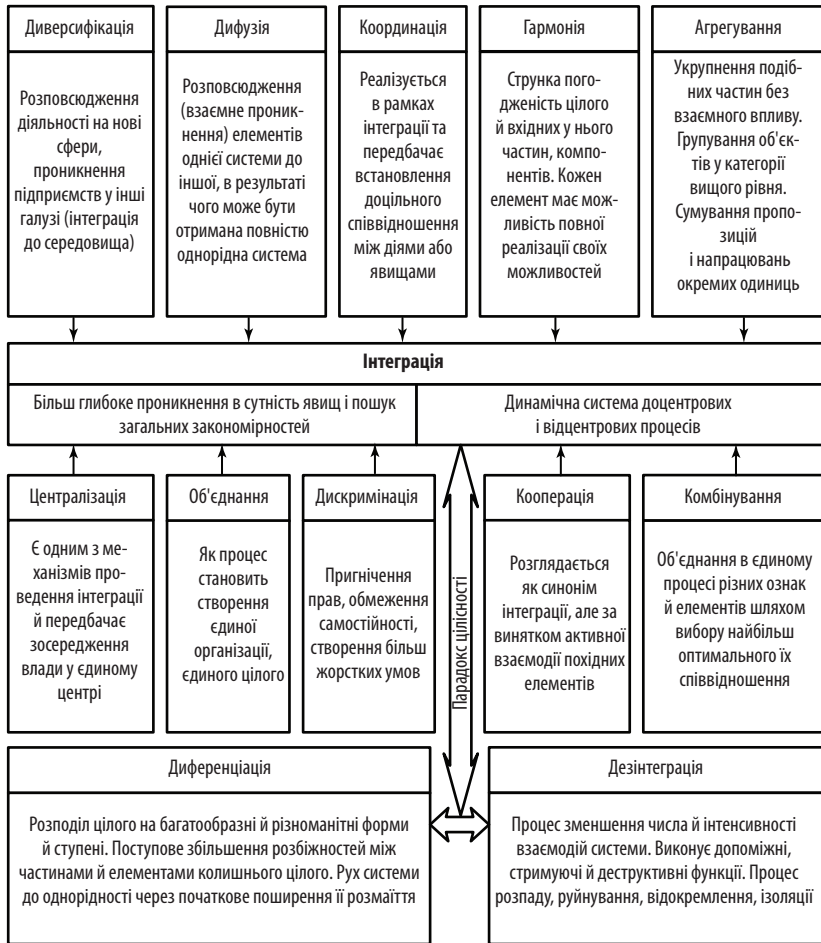 Диверсифікація
Розповсюдження
діяльності на нові
сфери,
проникнення
підприємств у інші
галузі (інтеграція
до середовища)
Дифузія
Розповсюдження
(взаємне проник-
нення) елементів
однієї системи до
іншої, в результаті
чого може бути
отримана повністю
однорідна система
Координація
Реалізується
в рамках
інтеграції та
передбачає
встановлення
доцільного
співвідношення
між діями або
явищами
Гармонія
Струнка пого-
дженість цілого
й вхідних у нього
частин, компо-
нентів. Кожен
елемент має мож-
ливість повної
реалізації своїх
можливостей
Агрегування
Укрупнення подіб-
них частин без
взаємного впливу.
Групування об'єк-
тів у категорії
вищого рівня.
Сумування пропо-
зицій
і напрацювань
окремих одиниць
Інтеграція
Більш глибоке проникнення в сутність явищ і пошук
загальних закономірностей
Динамічна система доцентрових
і відцентрових процесів
Централізація
Є одним з ме-
ханізмів про-
ведення інтеграції
й передбачає
зосередження
влади у єдиному
центрі
Об'єднання
Як процес
становить
створення
єдиної
організації,
єдиного цілого
Дискримінація
Пригнічення
прав, обмеження
самостійності,
створення більш
жорстких умов
Парадокс цілісності
Кооперація
Розглядається
як синонім
інтеграції, але за
винятком активної
взаємодії похідних
елементів
Комбінування
Об'єднання в єдиному
процесі різних ознак
й елементів шляхом
вибору найбільш
оптимального їх
співвідношення
Диференціація
Розподіл цілого на багатообразні й різноманітні форми
й ступені. Поступове збільшення розбіжностей між
частинами й елементами колишнього цілого. Рух системи
до однорідності через початкове поширення її розмаїття
Дезінтеграція
Процес зменшення числа й інтенсивності
взаємодій системи. Виконує допоміжні,
стримуючі й деструктивні функції. Процес
розпаду, руйнування, відокремлення, ізоляції